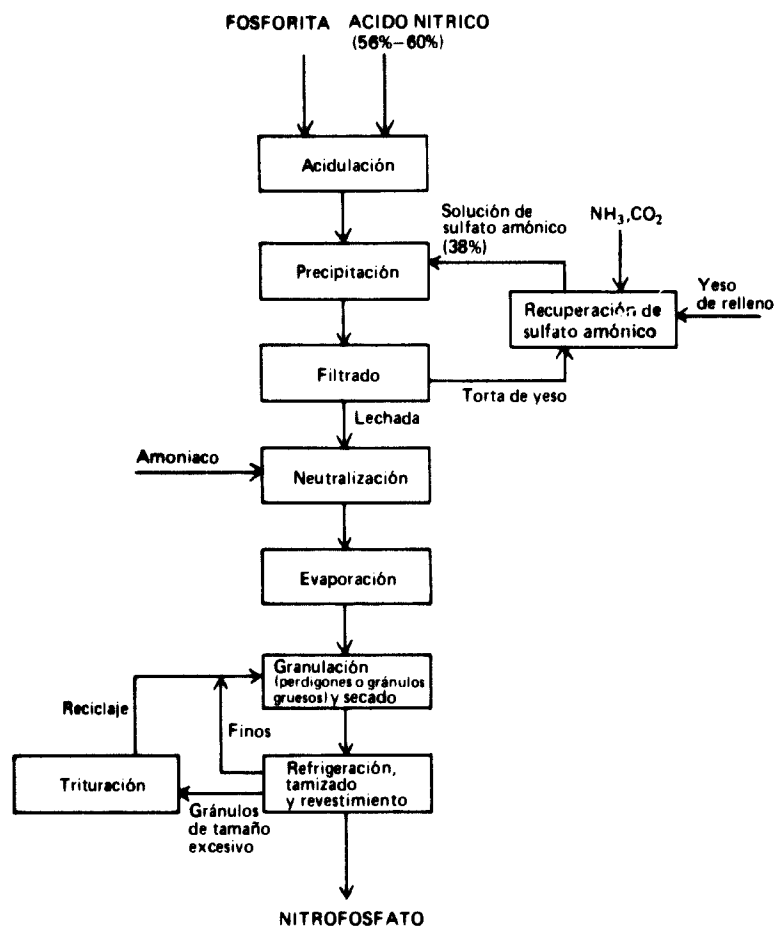 FOSFORITA
ACIDO NITRICO
(56%–60%)
Acidulación
Solución de
sulfato amónico
(38%)
NH₃,CO₂
Precipitación
Yeso
de relleno
Recuperación de
sulfato amónico
Filtrado
Torta de yeso
Lechada
Amoniaco
Neutralización
Evaporación
Granulación
(perdigones o gránulos
gruesos) y secado
Reciclaje
Finos
Trituración
Refrigeración,
tamizado
y revestimiento
Gránulos
de tamaño
excesivo
NITROFOSFATO